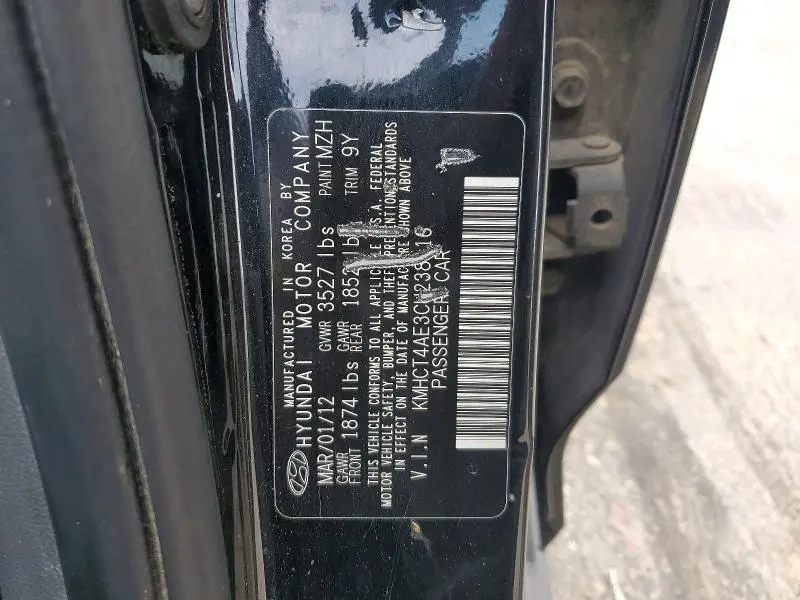 MANUFACTURED IN KOREA BY
HYUNDAI MOTOR COMPANY
MAR/01/12 GVWR 3527 lbs PAINT MZH
GAWR FRONT 1874 lbs GAWR REAR TRIM 9Y
THIS VEHICLE CONFORMS TO ALL APPLICABLE U.S.A. FEDERAL
MOTOR VEHICLE SAFETY, BUMPER, AND THEFT PREVENTION STANDARDS
IN EFFECT ON THE DATE OF MANUFACTURE SHOWN ABOVE
V.I.N
PASSENGER CAR